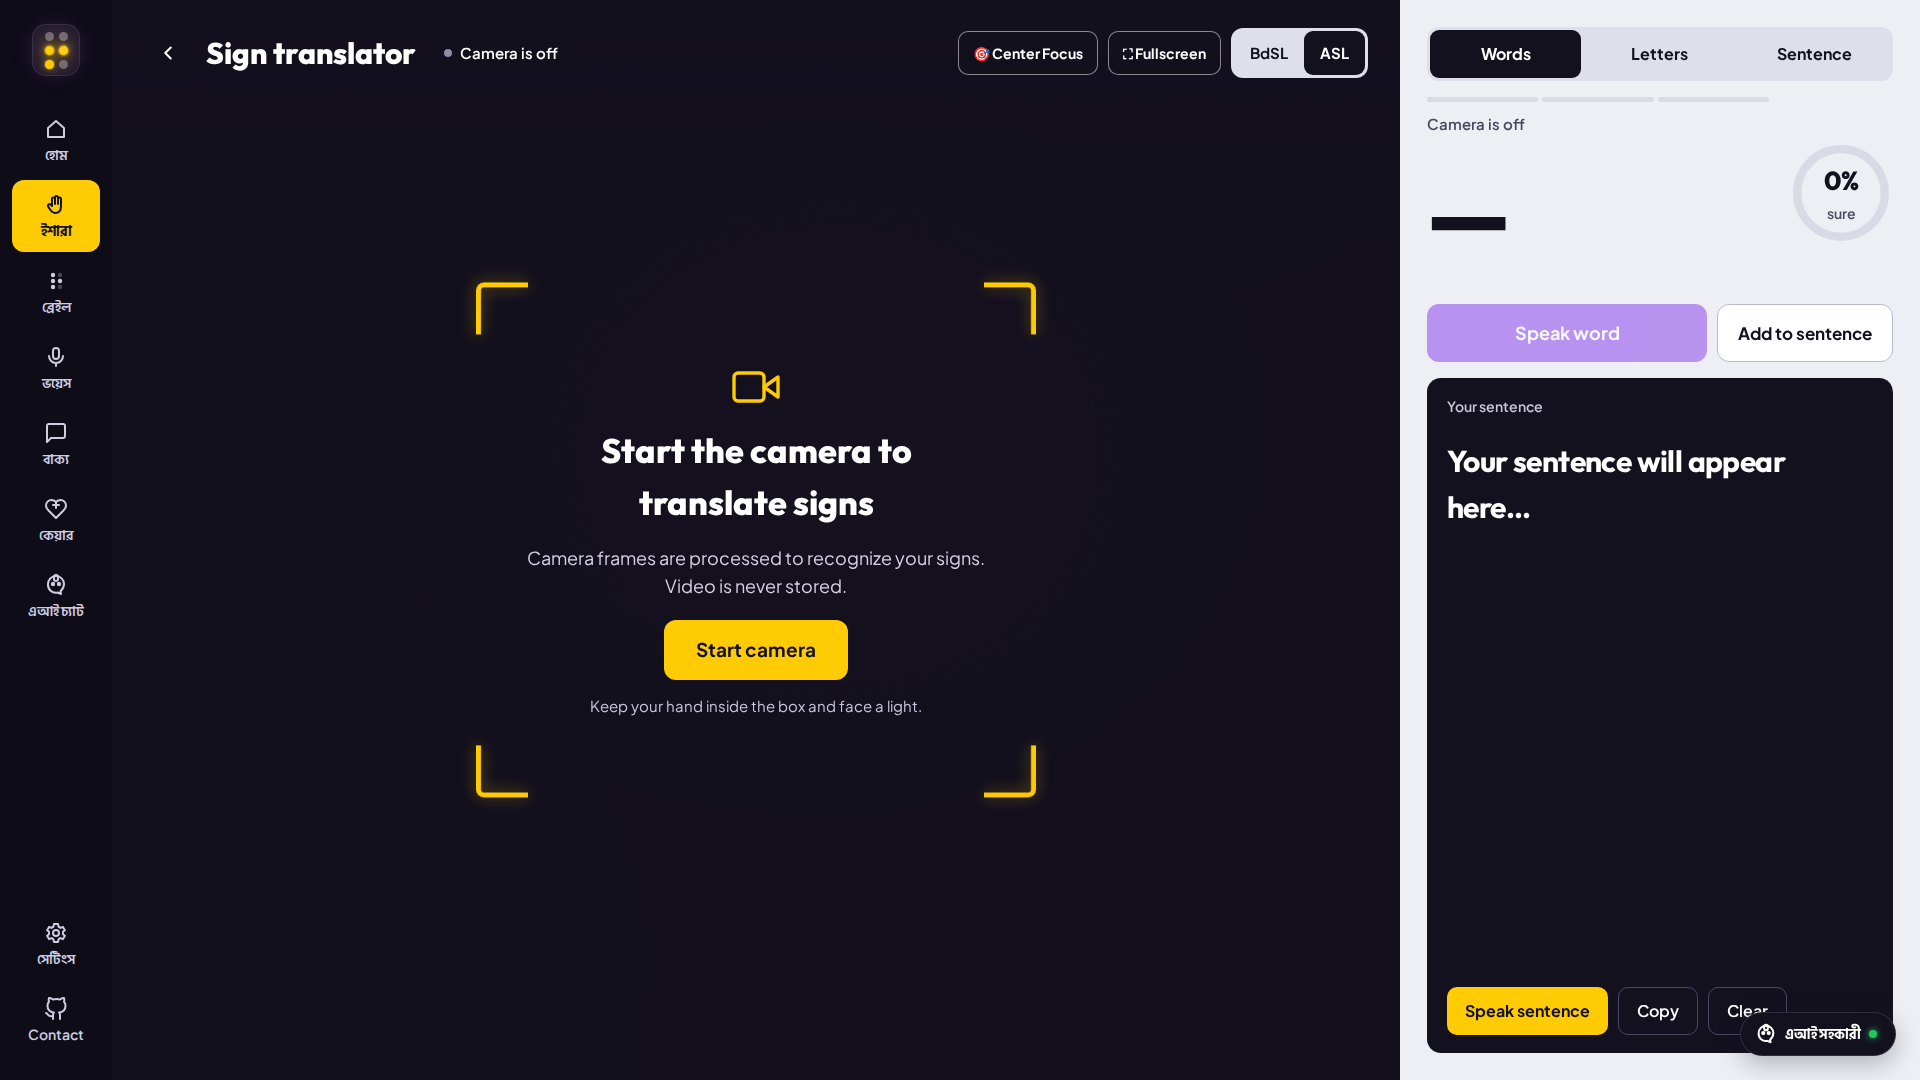 হোম
ইশারা
ব্রেইল
ভয়েস
বাক্য
কেয়ার
এআই চ্যাট
সেটিংস
Contact
Sign translator
Camera is off
🎯 Center Focus
⛶ Fullscreen
BdSL
ASL
Start the camera to
translate signs
Camera frames are processed to recognize your signs.
Video is never stored.
Start camera
Keep your hand inside the box and face a light.
Words
Letters
Sentence
Camera is off
—
0%
sure
Speak word
Add to sentence
Your sentence
Your sentence will appear
here...
Speak sentence
Copy
Clear
এআই সহকারী